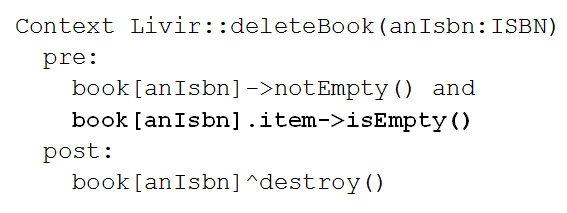 Context Livir::deleteBook(anIsbn:ISBN)
pre:
book[anIsbn]->notEmpty() and
book[anIsbn].item->isEmpty()
post:
book[anIsbn]^destroy()